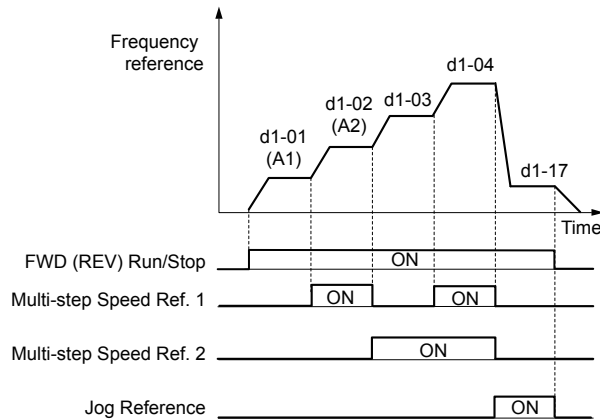 Frequency
reference
d1-01
(A1)
d1-02
(A2)
d1-03
d1-04
d1-17
Time
FWD (REV) Run/Stop
ON
Multi-step Speed Ref. 1
ON
ON
Multi-step Speed Ref. 2
ON
Jog Reference
ON